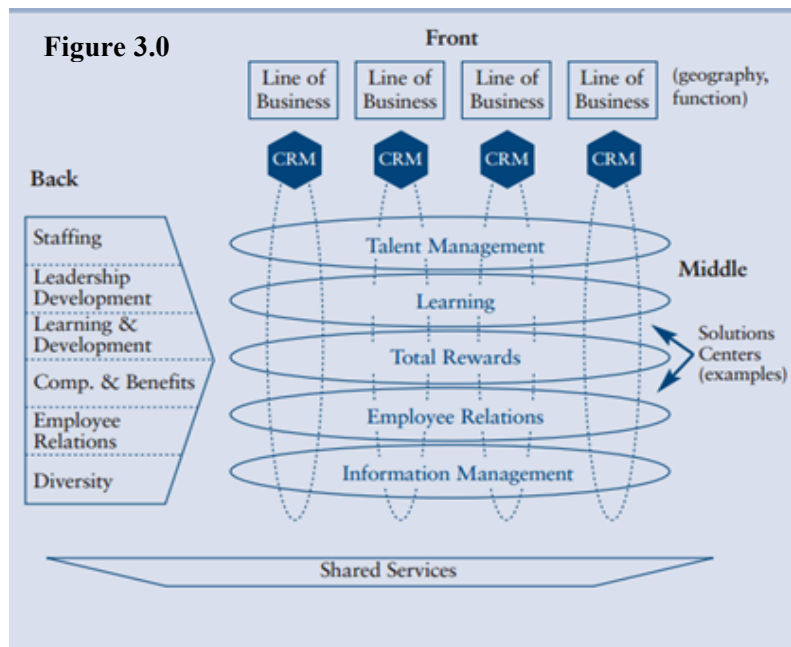 Figure 3.0
Front
Line of
Business
Line of
Business
Line of
Business
Line of
Business
(geography,
function)
CRM
CRM
CRM
CRM
Back
Staffing
Leadership
Development
Learning &
Development
Comp. & Benefits
Employee
Relations
Diversity
Talent Management
Learning
Total Rewards
Employee Relations
Information Management
Middle
Solutions
Centers
(examples)
Shared Services